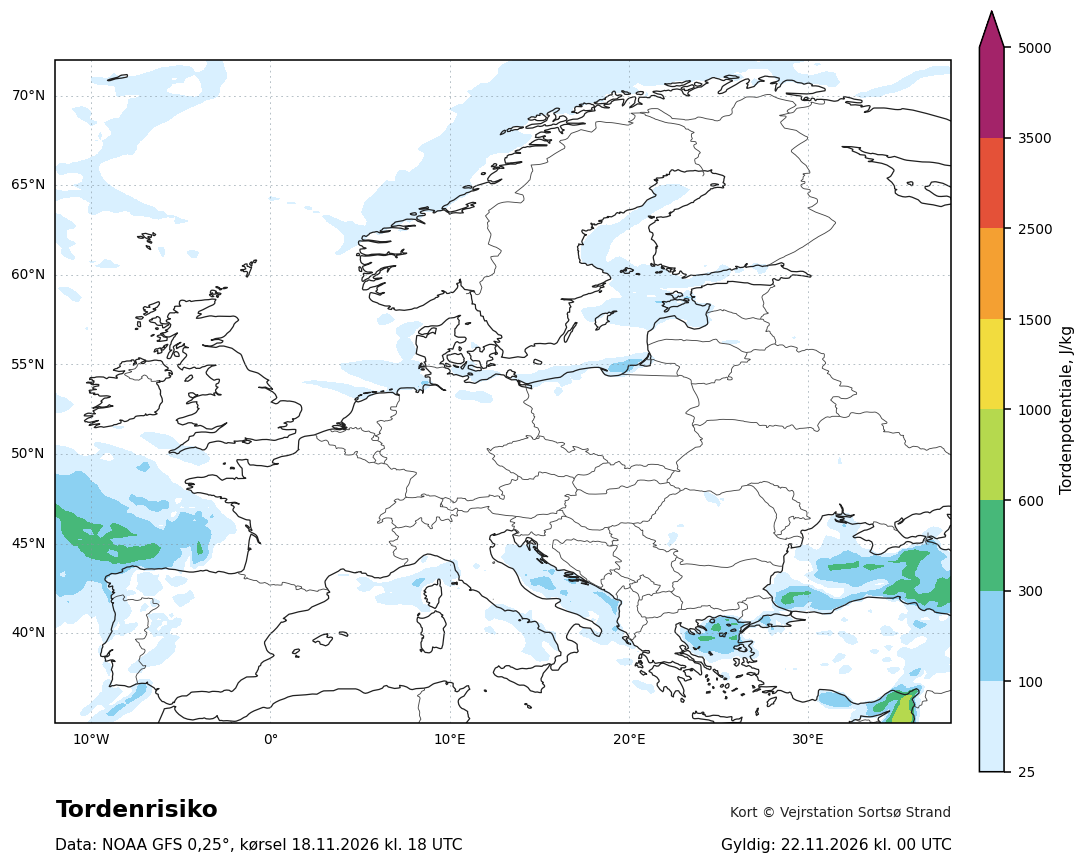 5000
3500
2500
1500
1000
600
300
100
25
Tordenpotentiale, J/kg
70°N
65°N
60°N
55°N
50°N
45°N
40°N
10°W
0°
10°E
20°E
30°E
Tordenrisiko
Kort © Vejrstation Sortsø Strand
Data: NOAA GFS 0,25°, kørsel 18.11.2026 kl. 18 UTC
Gyldig: 22.11.2026 kl. 00 UTC